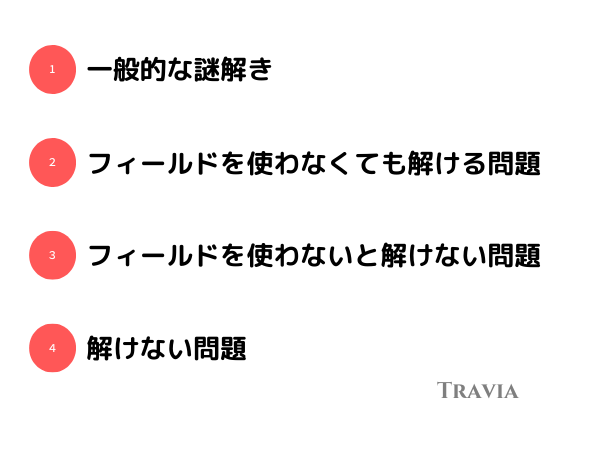 1 一般的な謎解き
2 フィールドを使わなくても解ける問題
3 フィールドを使わないと解けない問題
4 解けない問題
TRAVIA